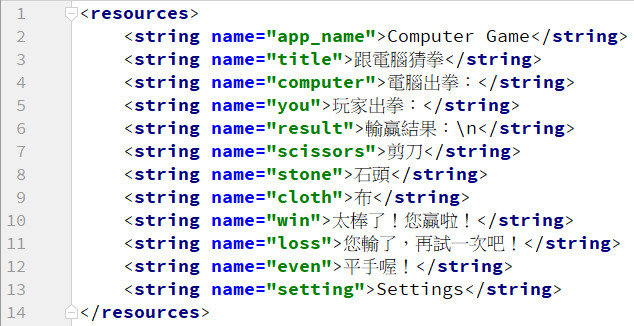 1 <resources>
2 <string name="app_name">Computer Game</string>
3 <string name="title">跟電腦猜拳</string>
4 <string name="computer">電腦出拳：</string>
5 <string name="you">玩家出拳：</string>
6 <string name="result">輸贏結果：\n</string>
7 <string name="scissors">剪刀</string>
8 <string name="stone">石頭</string>
9 <string name="cloth">布</string>
10 <string name="win">太棒了！您贏啦！</string>
11 <string name="loss">您輸了，再試一次吧！</string>
12 <string name="even">平手喔！</string>
13 <string name="setting">Settings</string>
14 </resources>